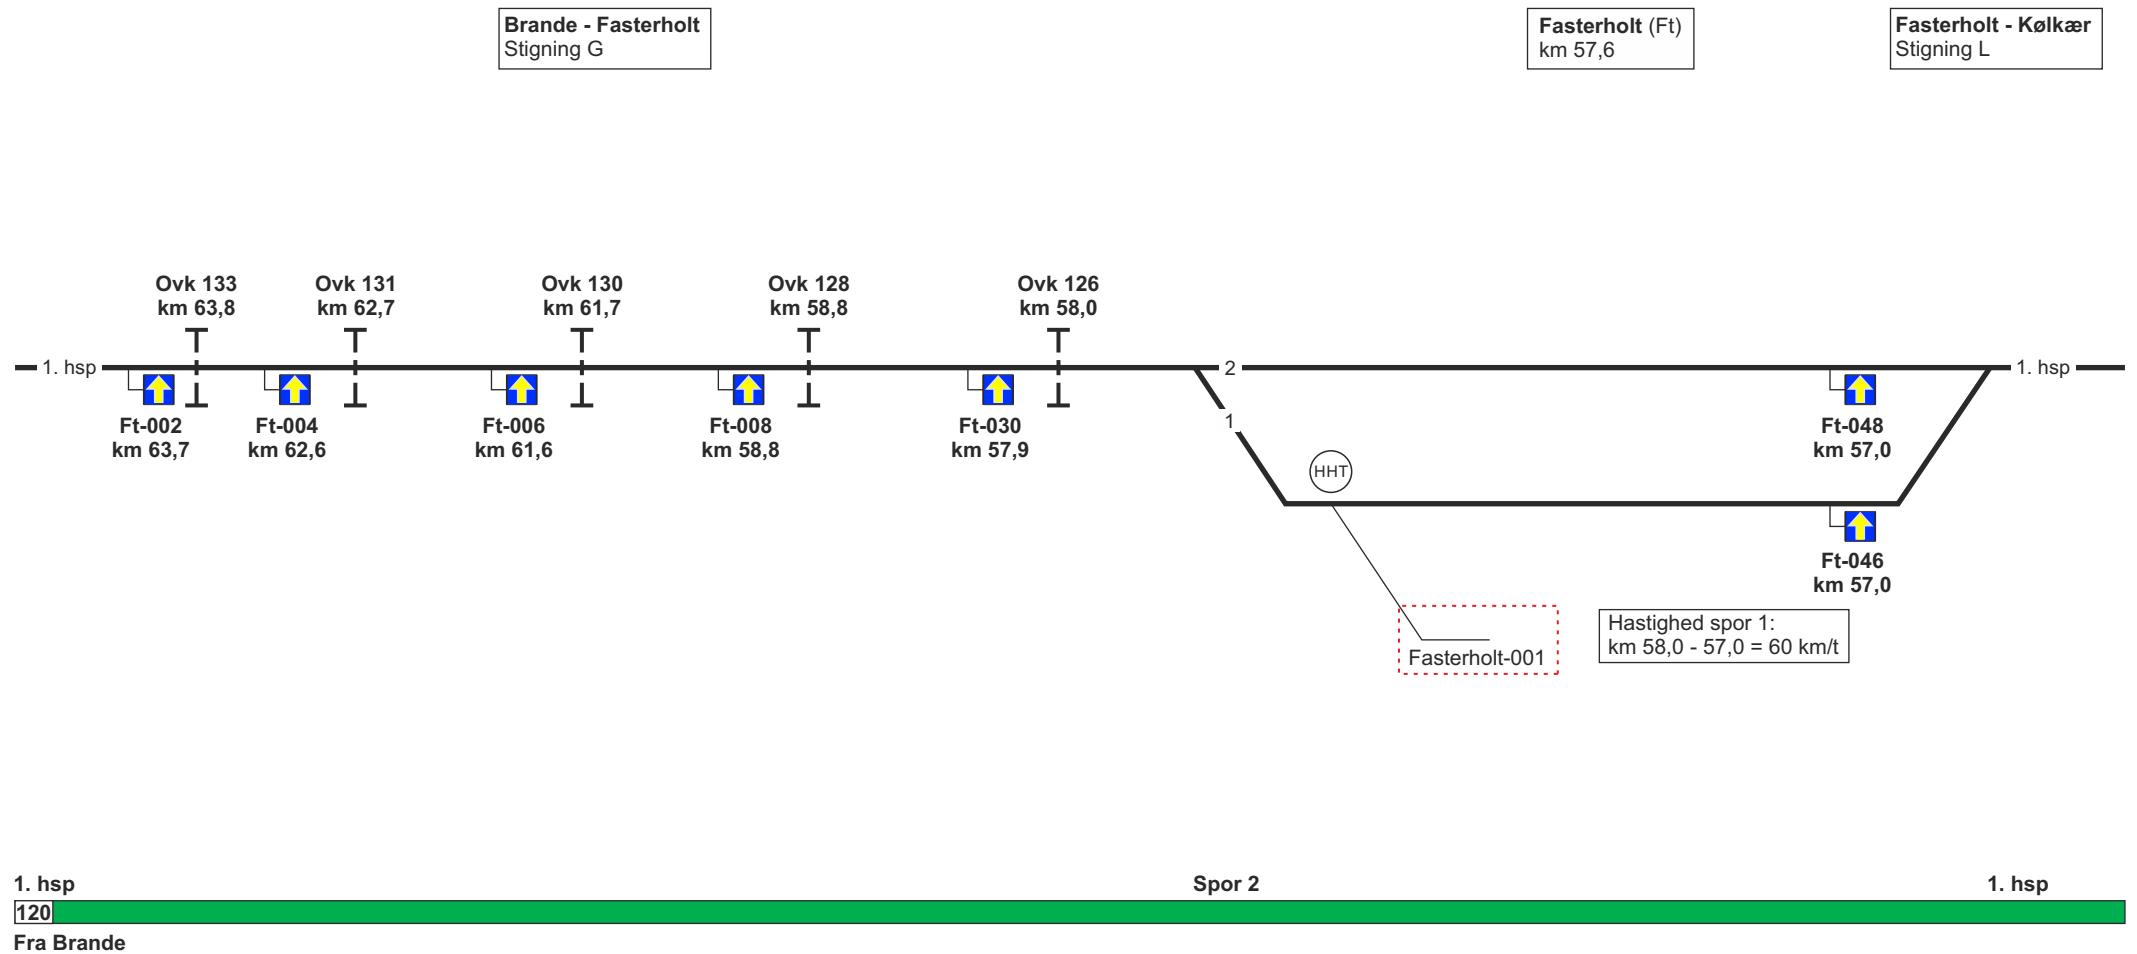 Brande - Fasterholt
Stigning G
Fasterholt (Ft)
km 57,6
Fasterholt - Kølkær
Stigning L
Ovk 133
km 63,8
Ovk 131
km 62,7
Ovk 130
km 61,7
Ovk 128
km 58,8
Ovk 126
km 58,0
1. hsp
2
1. hsp
Ft-002
km 63,7
Ft-004
km 62,6
Ft-006
km 61,6
Ft-008
km 58,8
Ft-030
km 57,9
1
Ft-048
km 57,0
HHT
Ft-046
km 57,0
Fasterholt-001
Hastighed spor 1:
km 58,0 - 57,0 = 60 km/t
1. hsp
Spor 2
1. hsp
120
Fra Brande